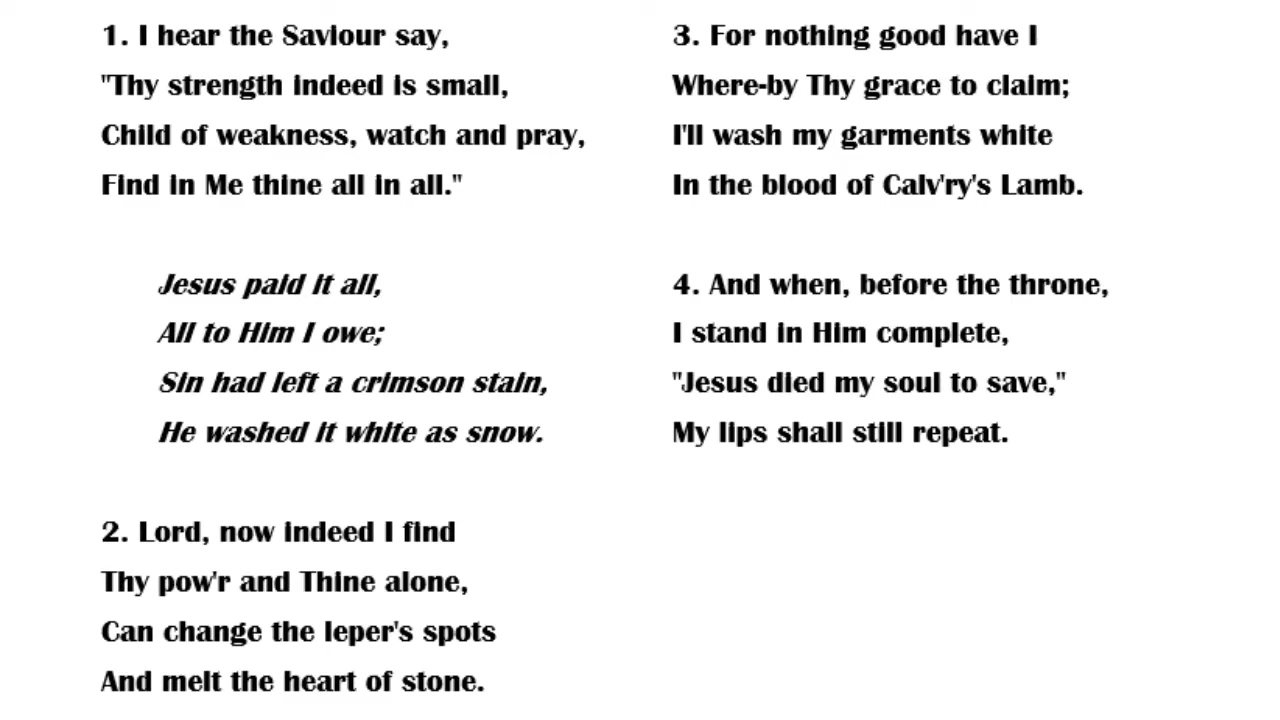 1. I hear the Saviour say,
"Thy strength indeed is small,
Child of weakness, watch and pray,
Find in Me thine all in all."
Jesus paid it all,
All to Him I owe;
Sin had left a crimson stain,
He washed it white as snow.
2. Lord, now indeed I find
Thy pow'r and Thine alone,
Can change the leper's spots
And melt the heart of stone.
3. For nothing good have I
Where-by Thy grace to claim;
I'll wash my garments white
In the blood of Calv'ry's Lamb.
4. And when, before the throne,
I stand in Him complete,
"Jesus died my soul to save,"
My lips shall still repeat.